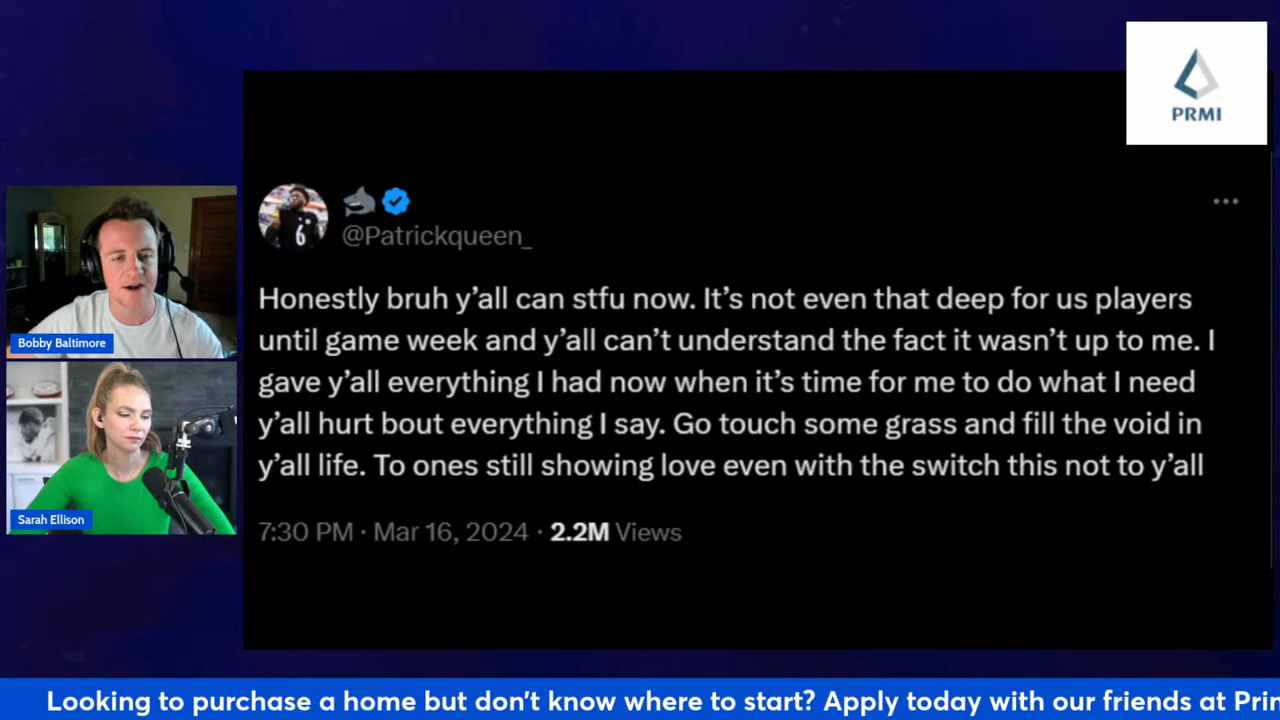 PRMI
6
@Patrickqueen_
Honestly bruh y’all can stfu now. It’s not even that deep for us players
until game week and y’all can’t understand the fact it wasn’t up to me. I
gave y’all everything I had now when it’s time for me to do what I need
y’all hurt bout everything I say. Go touch some grass and fill the void in
y’all life. To ones still showing love even with the switch this not to y’all
7:30 PM · Mar 16, 2024 · 2.2M Views
Bobby Baltimore
Sarah Ellison
Looking to purchase a home but don't know where to start? Apply today with our friends at